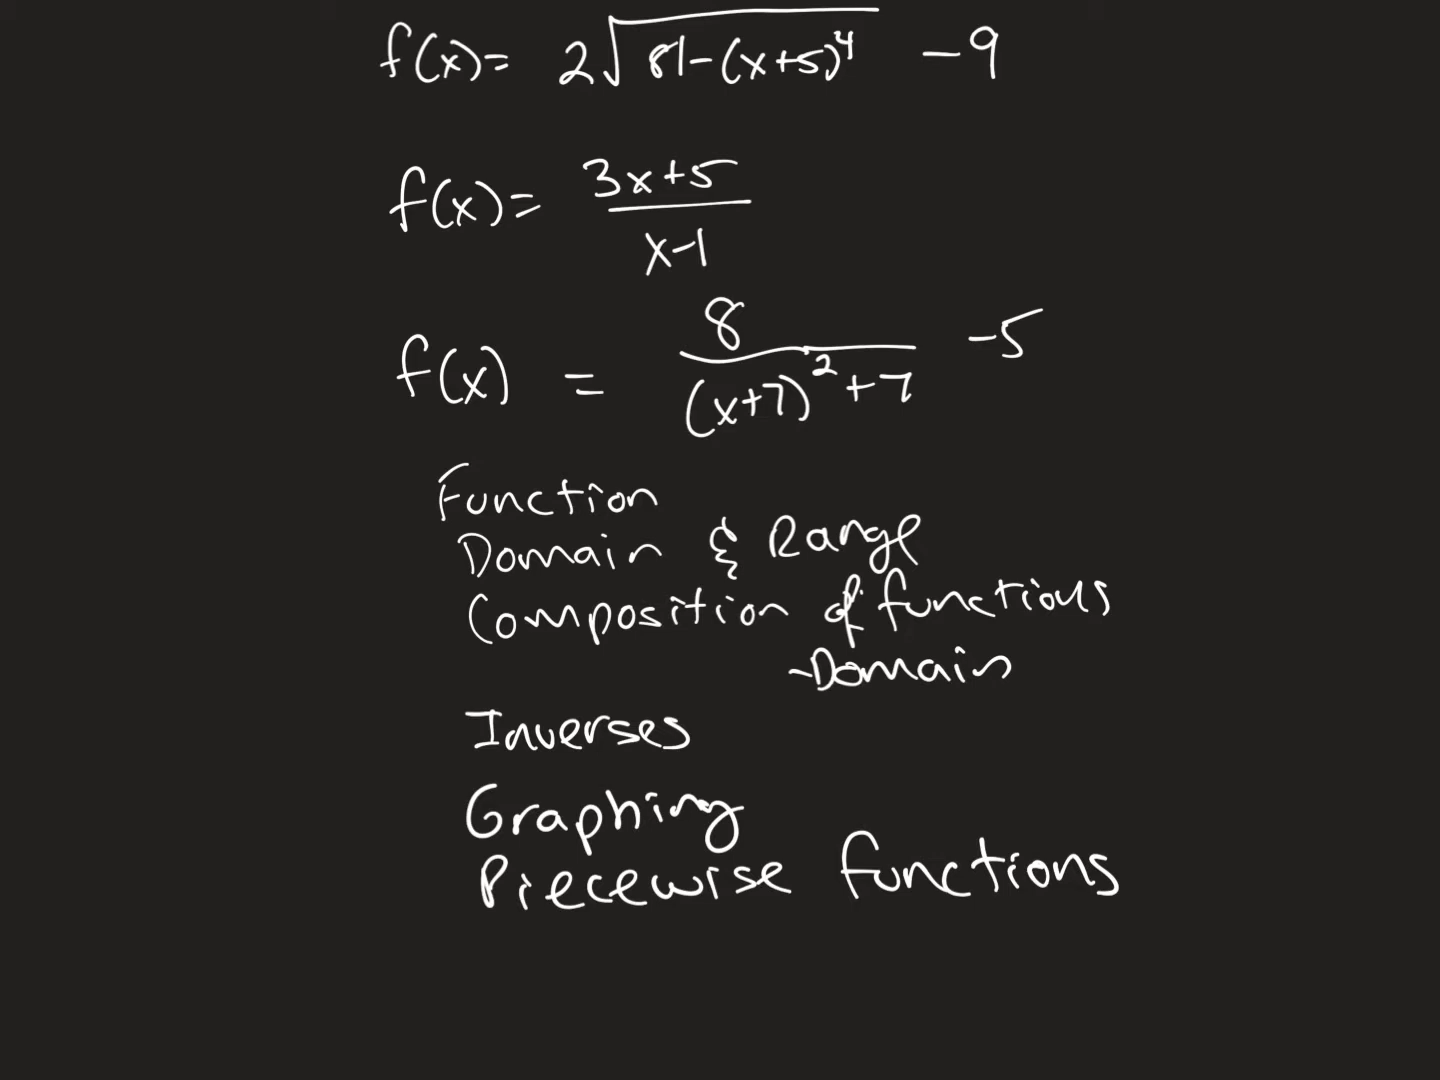 f(x)= 2√(81-(x+5)⁴) -9
f(x)= (3x+5)/(x-1)
f(x) = 8/((x+7)²+7) -5
Function
Domain & Range
Composition of functions
-Domain
Inverses
Graphing
Piecewise functions